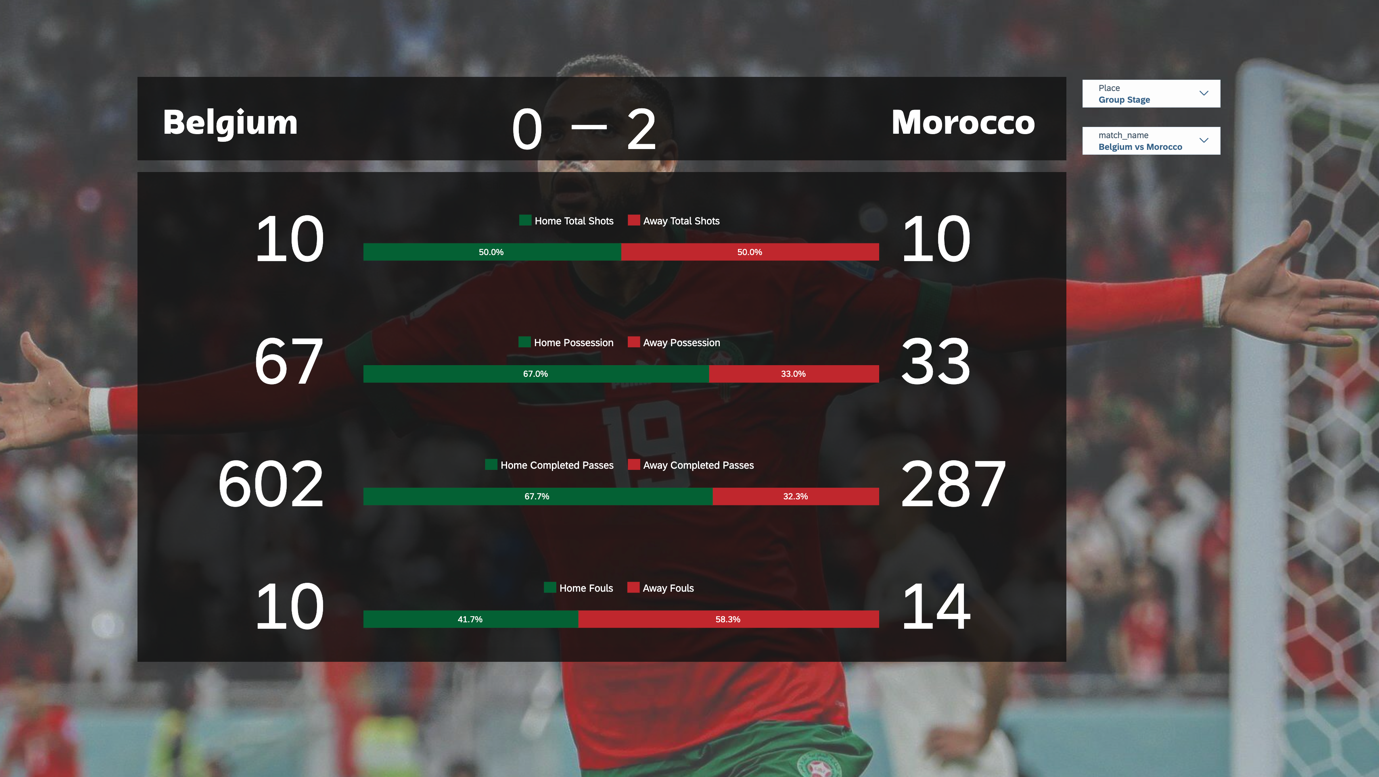 Belgium 0 – 2 Morocco
Place
Group Stage
match_name
Belgium vs Morocco
Home Total Shots Away Total Shots
10 50.0% 50.0% 10
Home Possession Away Possession
67 67.0% 33.0% 33
Home Completed Passes Away Completed Passes
602 67.7% 32.3% 287
19
Home Fouls Away Fouls
10 41.7% 58.3% 14